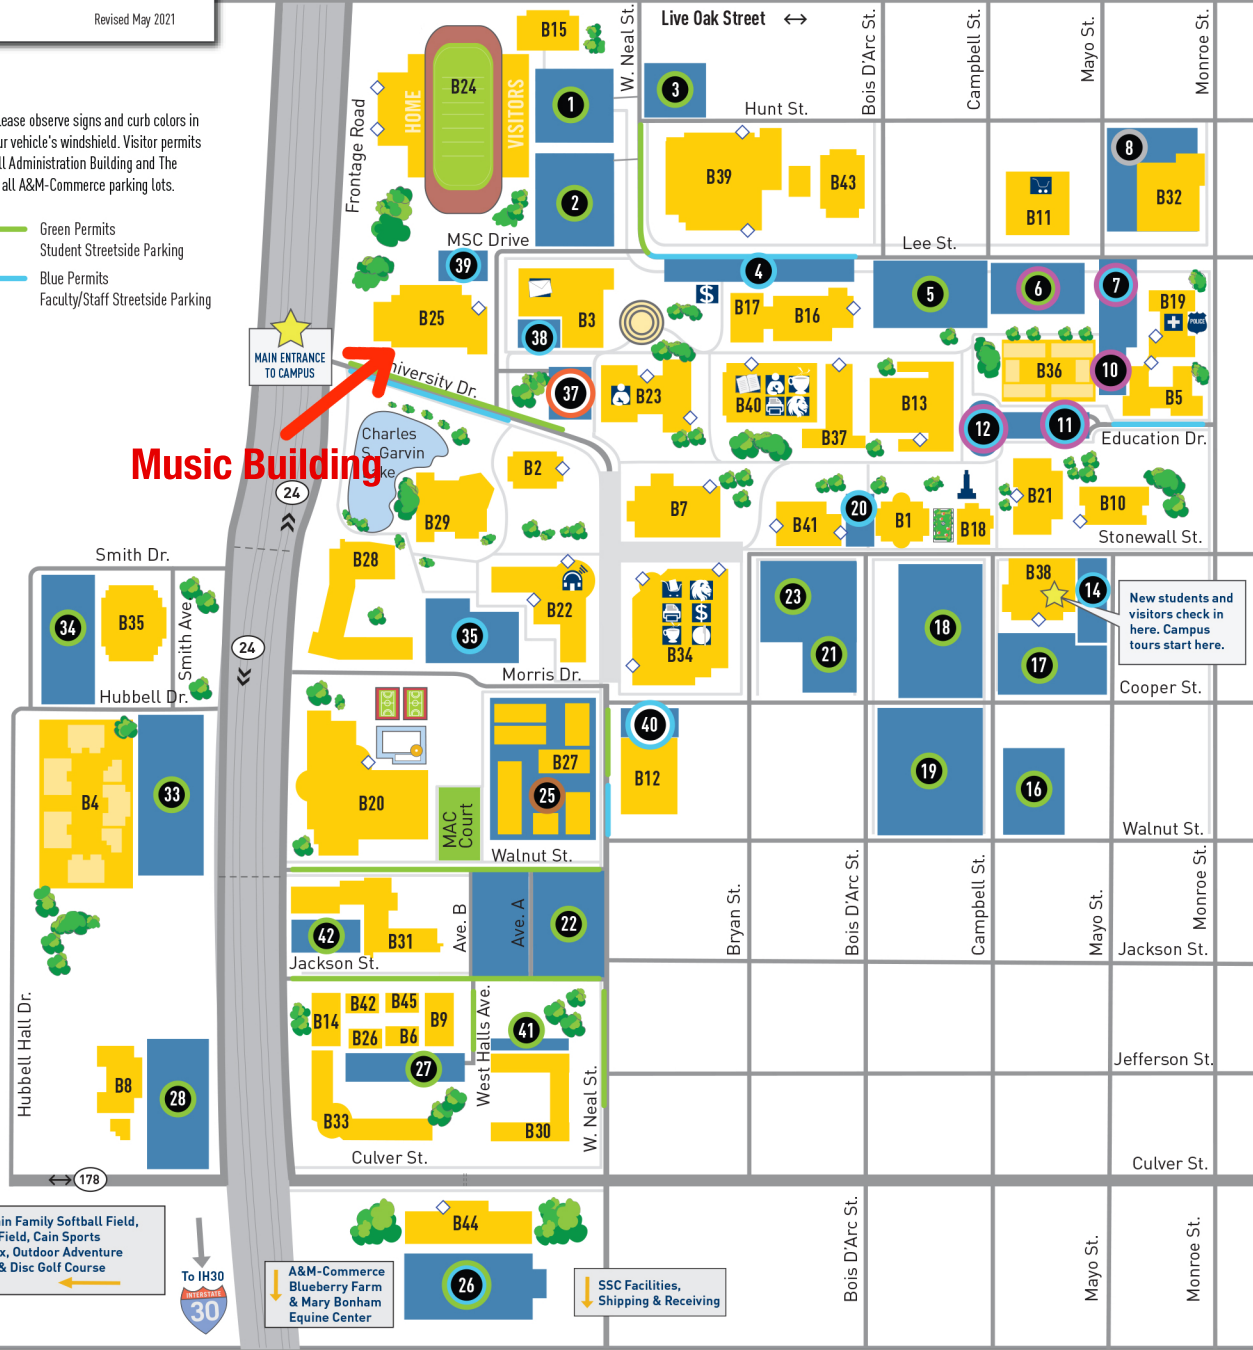 Revised May 2021
lease observe signs and curb colors in
ur vehicle's windshield. Visitor permits
ll Administration Building and The
all A&M-Commerce parking lots.
Green Permits
Student Streetside Parking
Blue Permits
Faculty/Staff Streetside Parking
Live Oak Street
W. Neal St.
Bois D'Arc St.
Campbell St.
Mayo St.
Monroe St.
B15
B24
HOME
VISITORS
Frontage Road
1
3
Hunt St.
2
B39
B43
B11
8
B32
MSC Drive
Lee St.
39
4
5
6
7
B25
B3
38
$
B17
B16
B19
POLICE
MAIN ENTRANCE
TO CAMPUS
niversity Dr.
37
B23
B40
B37
B13
B36
10
B5
12
11
Education Dr.
Music Building
Charles
S. Garvin
ke
24
B2
B29
B7
B41
20
B1
B18
B21
B10
Stonewall St.
Smith Dr.
B28
B22
34
B35
Smith Ave
24
35
Morris Dr.
$
B34
23
21
18
B38
14
17
New students and
visitors check in
here. Campus
tours start here.
Hubbell Dr.
Cooper St.
B4
33
B20
MAC
Court
B27
25
40
B12
19
16
Walnut St.
Walnut St.
42
B31
Ave. B
Ave. A
22
Jackson St.
Bryan St.
Bois D'Arc St.
Campbell St.
Mayo St.
Monroe St.
Jackson St.
Hubbell Hall Dr.
B14
B42
B45
B9
B26
B6
27
West Halls Ave.
41
W. Neal St.
Jefferson St.
B8
28
B33
B30
Culver St.
Culver St.
178
in Family Softball Field,
Field, Cain Sports
x, Outdoor Adventure
& Disc Golf Course
To IH30
INTERSTATE
30
A&M-Commerce
Blueberry Farm
& Mary Bonham
Equine Center
B44
26
SSC Facilities,
Shipping & Receiving
Bois D'Arc St.
Mayo St.
Monroe St.